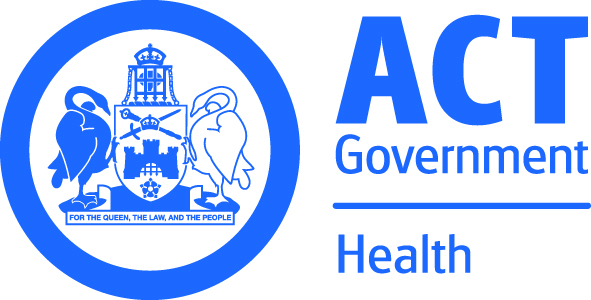 FOR THE QUEEN, THE LAW, AND THE PEOPLE
ACT
Government
Health